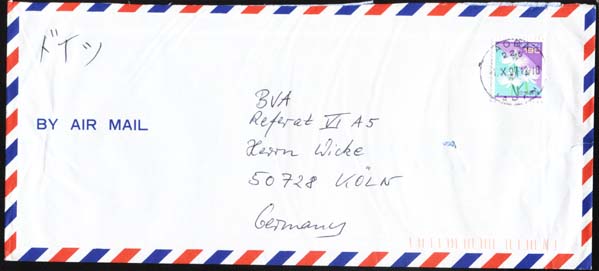 ドイツ
BY AIR MAIL
BVA
Referat VI A5
Herrn Wicke
50728 KÖLN
Germany